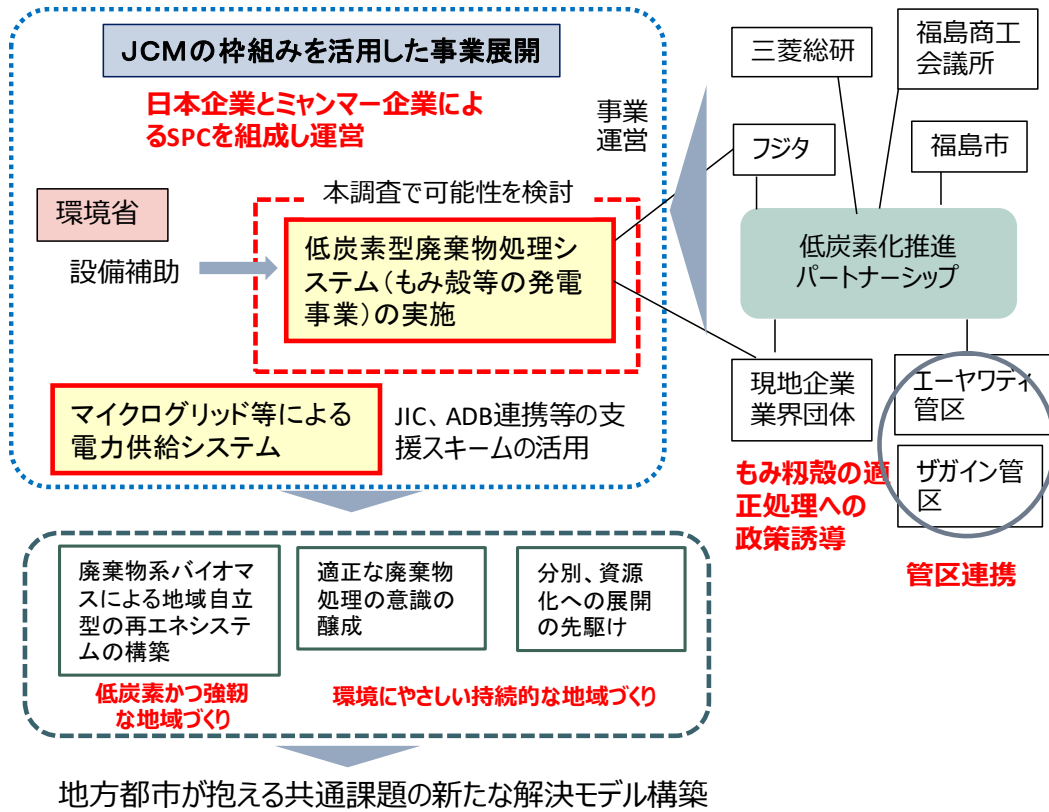 JCMの枠組みを活用した事業展開
日本企業とミャンマー企業によ
るSPCを組成し運営
事業
運営
本調査で可能性を検討
環境省
設備補助
低炭素型廃棄物処理シ
ステム(もみ殻等の発電
事業)の実施
マイクログリッド等による
電力供給システム
JIC、ADB連携等の支
援スキームの活用
三菱総研
福島商工
会議所
フジタ
福島市
低炭素化推進
パートナーシップ
現地企業
業界団体
エーヤワティ
管区
ザガイン管
区
もみ籾殻の適
正処理への
政策誘導
管区連携
廃棄物系バイオマ
スによる地域自立
型の再エネシステ
ムの構築
適正な廃棄物
処理の意識の
醸成
分別、資源
化への展開
の先駆け
低炭素かつ強靭
な地域づくり
環境にやさしい持続的な地域づくり
地方都市が抱える共通課題の新たな解決モデル構築